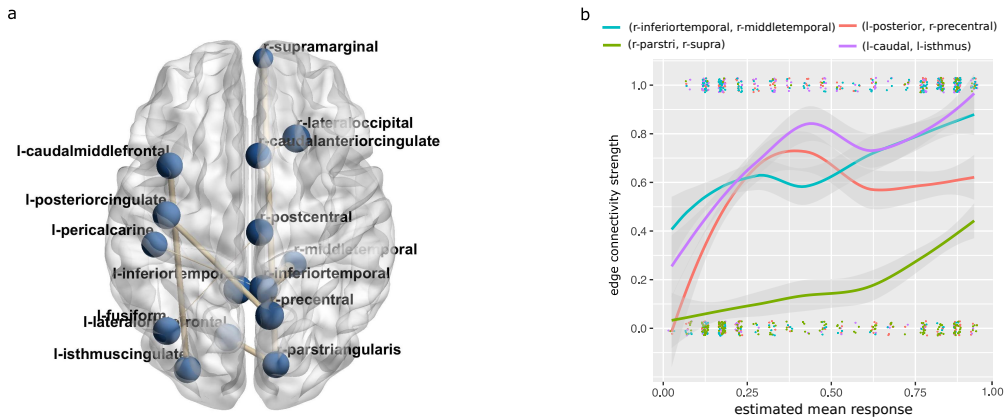 a
r-supramarginal
r-lateraloccipital
r-caudalanteriorcingulate
l-caudalmiddlefrontal
l-posteriorcingulate
r-postcentral
l-pericalcarine
r-middletemporal
l-inferiortemporal
r-inferiortemporal
r-precentral
l-fusiform
l-lateralorbitofrontal
l-isthmuscingulate
r-parstriangularis
b
(r-inferiortemporal, r-middletemoral)
(l-posterior, r-precentral)
(r-parstri, r-supra)
(l-caudal, l-isthmus)
1.0
0.8
0.6
0.4
0.2
0.0
edge connectivity strength
0.00 0.25 0.50 0.75 1.00
estimated mean response